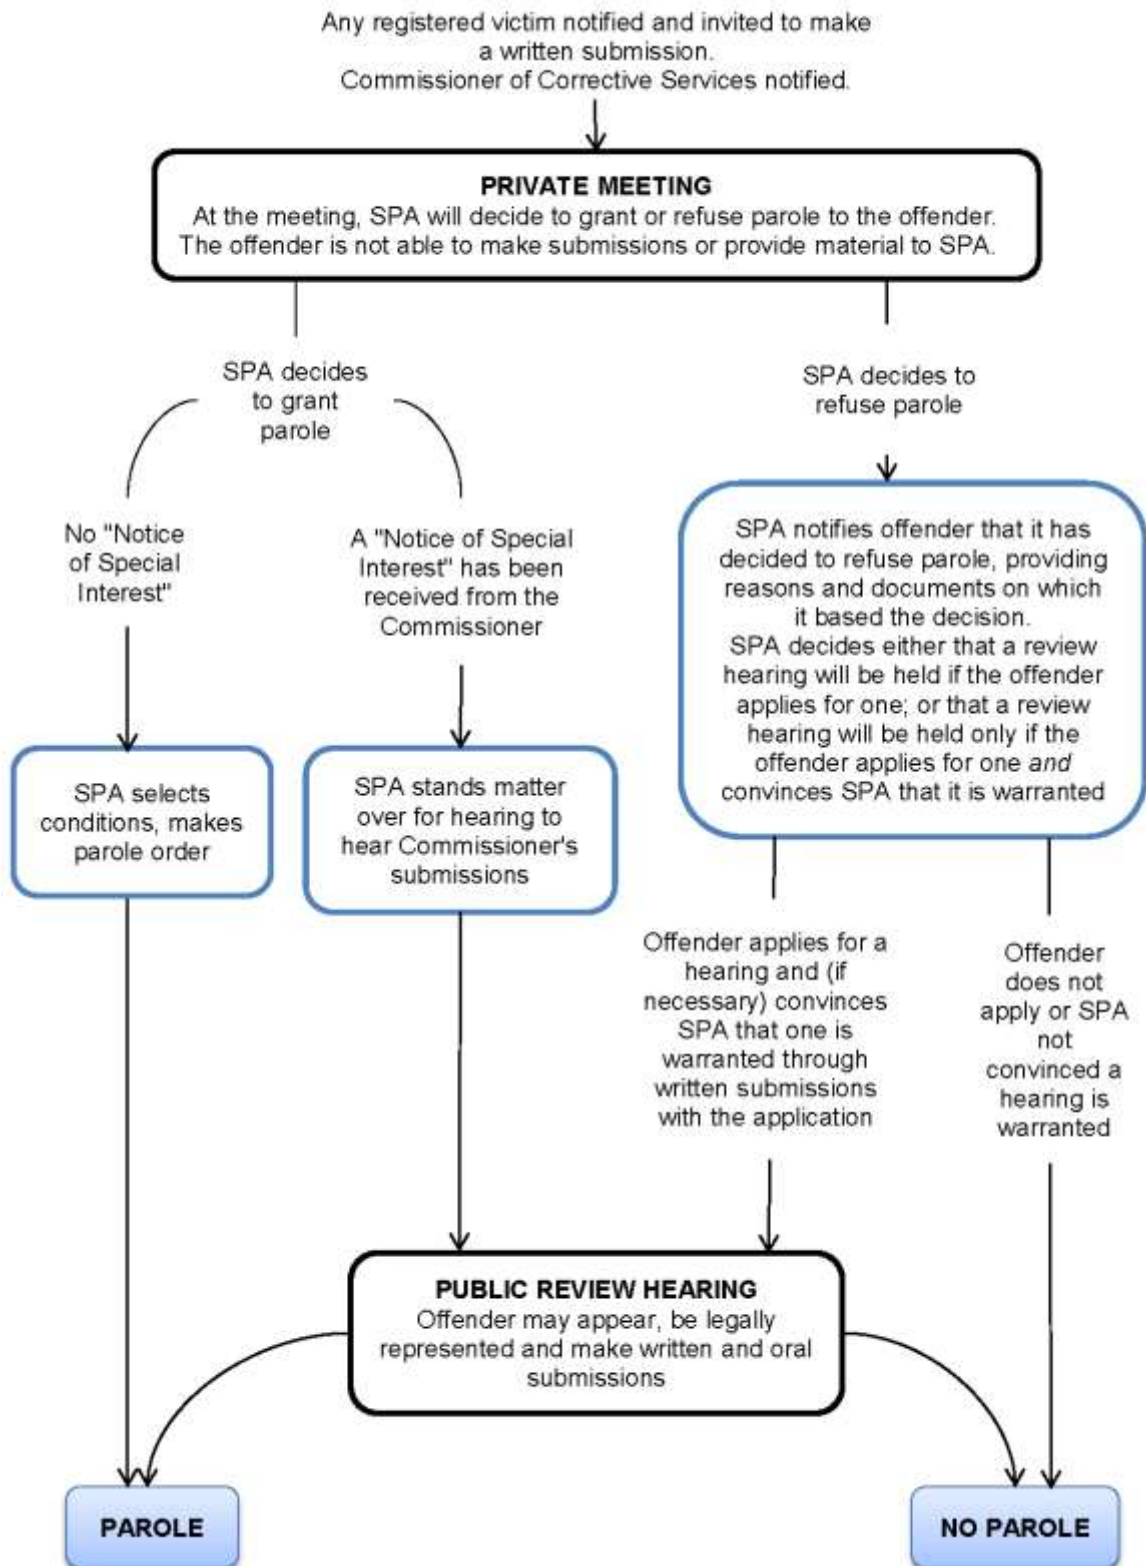 Any registered victim notified and invited to make
a written submission.
Commissioner of Corrective Services notified.
PRIVATE MEETING
At the meeting, SPA will decide to grant or refuse parole to the offender.
The offender is not able to make submissions or provide material to SPA.
SPA decides
to grant
parole
SPA decides to
refuse parole
No "Notice
of Special
Interest"
A "Notice of Special
Interest" has been
received from the
Commissioner
SPA notifies offender that it has
decided to refuse parole, providing
reasons and documents on which
it based the decision.
SPA decides either that a review
hearing will be held if the offender
applies for one; or that a review
hearing will be held only if the
offender applies for one and
convinces SPA that it is warranted
SPA selects
conditions, makes
parole order
SPA stands matter
over for hearing to
hear Commissioner's
submissions
Offender applies for a
hearing and (if
necessary) convinces
SPA that one is
warranted through
written submissions
with the application
Offender
does not
apply or SPA
not
convinced a
hearing is
warranted
PUBLIC REVIEW HEARING
Offender may appear, be legally
represented and make written and oral
submissions
PAROLE
NO PAROLE